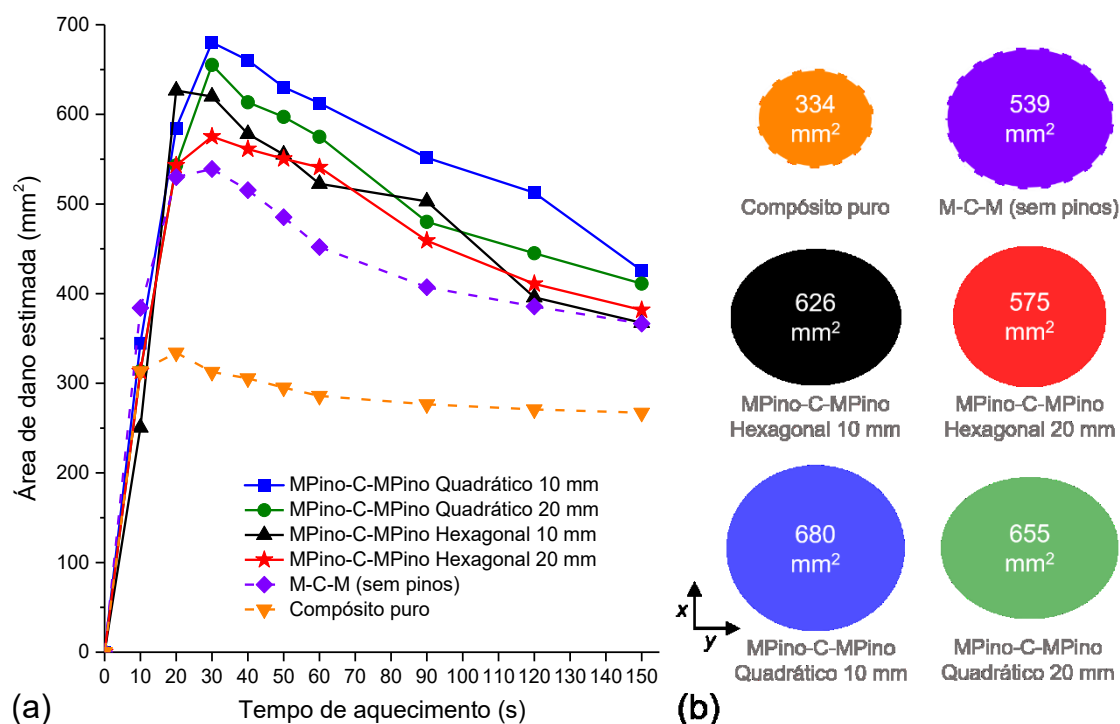 700
600
500
400
300
200
100
0
Área de dano estimada (mm²)
0 10 20 30 40 50 60 70 80 90 100 110 120 130 140 150
Tempo de aquecimento (s)
MPino-C-MPino Quadrático 10 mm
MPino-C-MPino Quadrático 20 mm
MPino-C-MPino Hexagonal 10 mm
MPino-C-MPino Hexagonal 20 mm
M-C-M (sem pinos)
Compósito puro
(a)
334
mm²
Compósito puro
539
mm²
M-C-M (sem pinos)
626
mm²
MPino-C-MPino
Hexagonal 10 mm
575
mm²
MPino-C-MPino
Hexagonal 20 mm
680
mm²
MPino-C-MPino
Quadrático 10 mm
655
mm²
MPino-C-MPino
Quadrático 20 mm
x
y
(b)